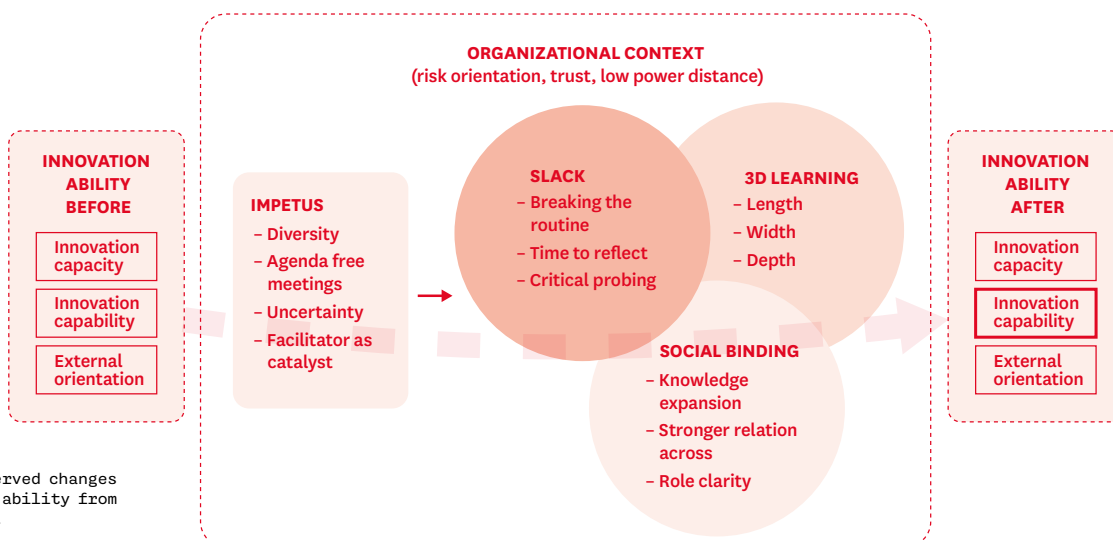 ORGANIZATIONAL CONTEXT
(risk orientation, trust, low power distance)
INNOVATION
ABILITY
BEFORE
Innovation
capacity
Innovation
capability
External
orientation
IMPETUS
– Diversity
– Agenda free
meetings
– Uncertainty
– Facilitator as
catalyst
SLACK
– Breaking the
routine
– Time to reflect
– Critical probing
3D LEARNING
– Length
– Width
– Depth
SOCIAL BINDING
– Knowledge
expansion
– Stronger relation
across
– Role clarity
INNOVATION
ABILITY
AFTER
Innovation
capacity
Innovation
capability
External
orientation
changes
ability from